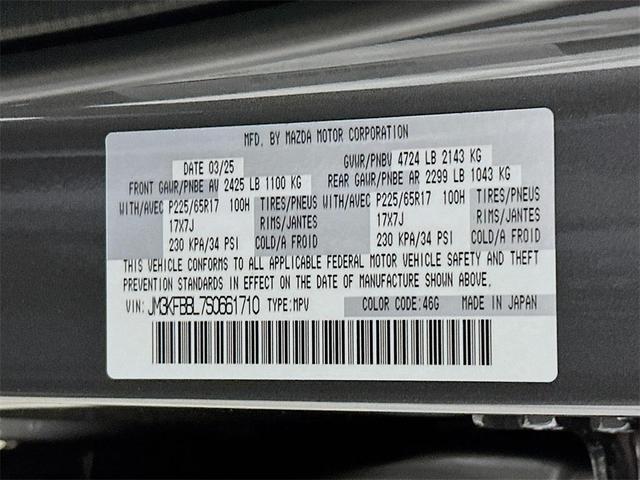 MFD. BY MAZDA MOTOR CORPORATION
DATE 03/25 GVWR/PNBV 4724 LB 2143 KG
FRONT GAWR/PNBE AV 2425 LB 1100 KG REAR GAWR/PNBE AR 2299 LB 1043 KG
WITH/AVEC P225/65R17 100H TIRES/PNEUS WITH/AVEC P225/65R17 100H TIRES/PNEUS
17X7J RIMS/JANTES 17X7J RIMS/JANTES
230 KPA/34 PSI COLD/A FROID 230 KPA/34 PSI COLD/A FROID
THIS VEHICLE CONFORMS TO ALL APPLICABLE FEDERAL MOTOR VEHICLE SAFETY AND THEFT
PREVENTION STANDARDS IN EFFECT ON THE DATE OF MANUFACTURE SHOWN ABOVE.
VIN: JM3KFBBL7S0661710 TYPE:MPV COLOR CODE:46G MADE IN JAPAN